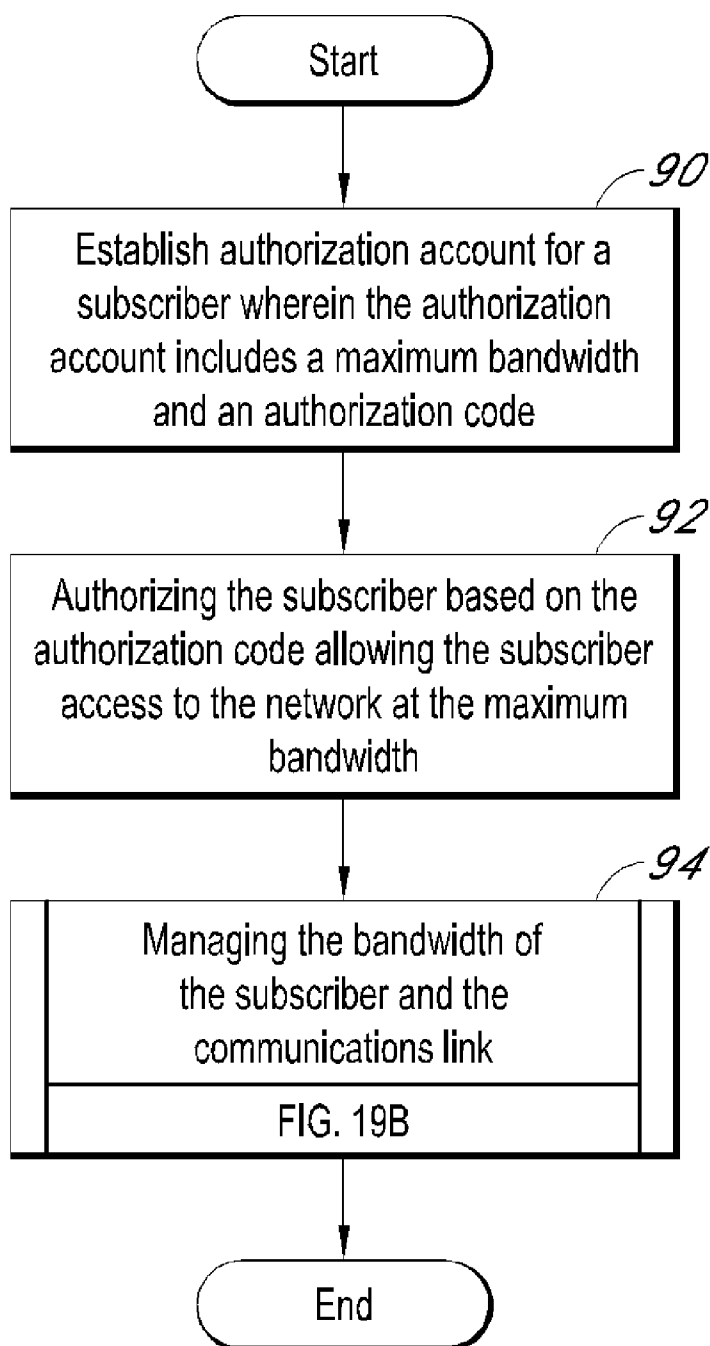 Start
90
Establish authorization account for a
subscriber wherein the authorization
account includes a maximum bandwidth
and an authorization code
92
Authorizing the subscriber based on the
authorization code allowing the subscriber
access to the network at the maximum
bandwidth
94
Managing the bandwidth of
the subscriber and the
communications link
FIG. 19B
End